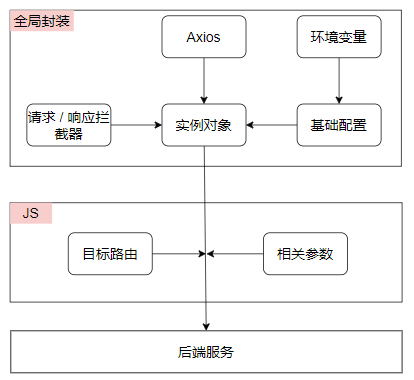 全局封装
Axios
环境变量
请求 / 响应拦
截器
实例对象
基础配置
JS
目标路由
相关参数
后端服务